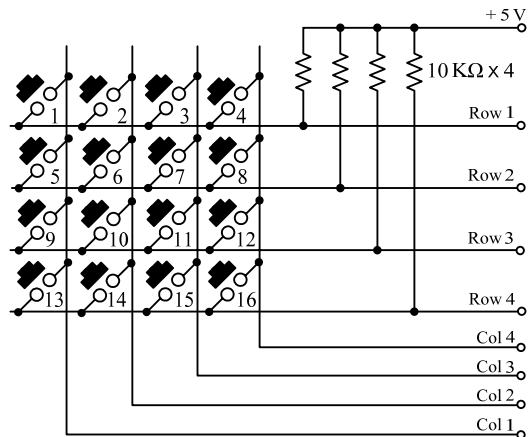 + 5 V
10 KΩ x 4
1 2 3 4
Row 1
5 6 7 8
Row 2
9 10 11 12
Row 3
13 14 15 16
Row 4
Col 4
Col 3
Col 2
Col 1